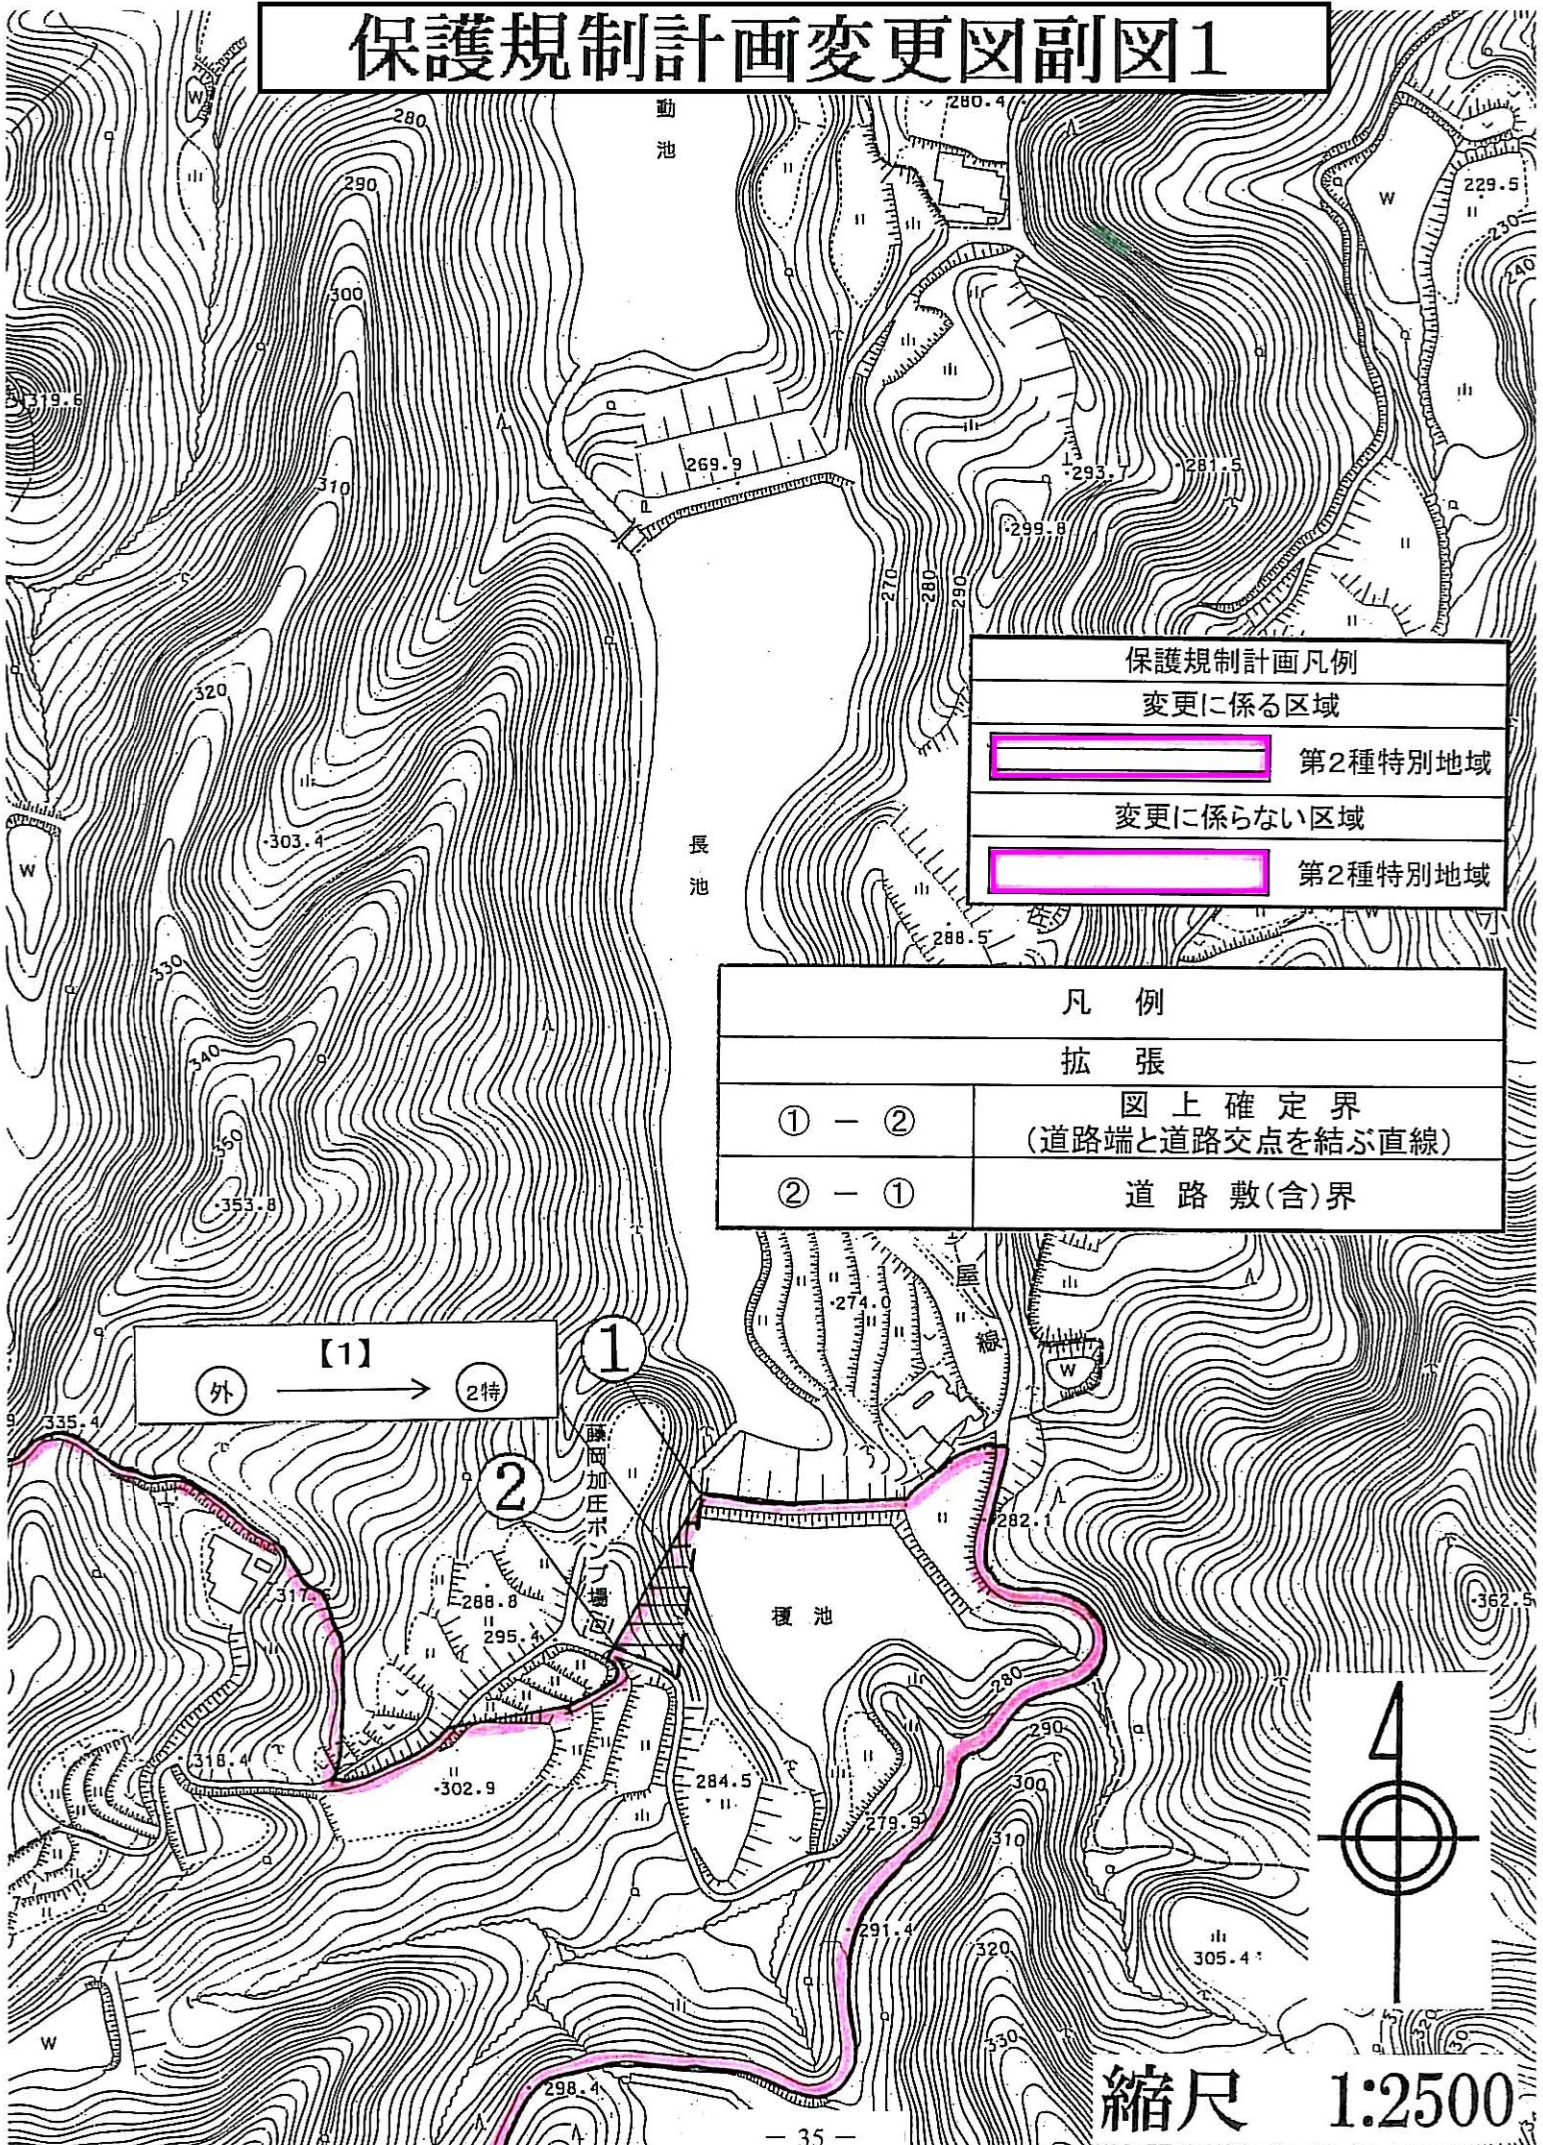 保護規制計画変更図副図1
動
池
280.4
W
280
290
300
319.6
310
269.9
293.
281.5
299.8
W
229.5
230
240
270
280
290
保護規制計画凡例
変更に係る区域
第2種特別地域
変更に係らない区域
第2種特別地域
320
303.4
W
長
池
288.5
W
330
340
350
353.8
凡 例
拡 張
① - ② 図上確定界
(道路端と道路交点を結ぶ直線)
② - ① 道路敷(含)界
屋
線
274.0
W
【1】
外 → 2特
1
2
335.4
藤岡加圧ポンプ場
282.1
288.8
295.4
榎池
362.5
280
290
318.4
302.9
284.5
279.9
300
310
291.4
320
305.4
W
330
298.4
縮尺 1:2500
- 35 -